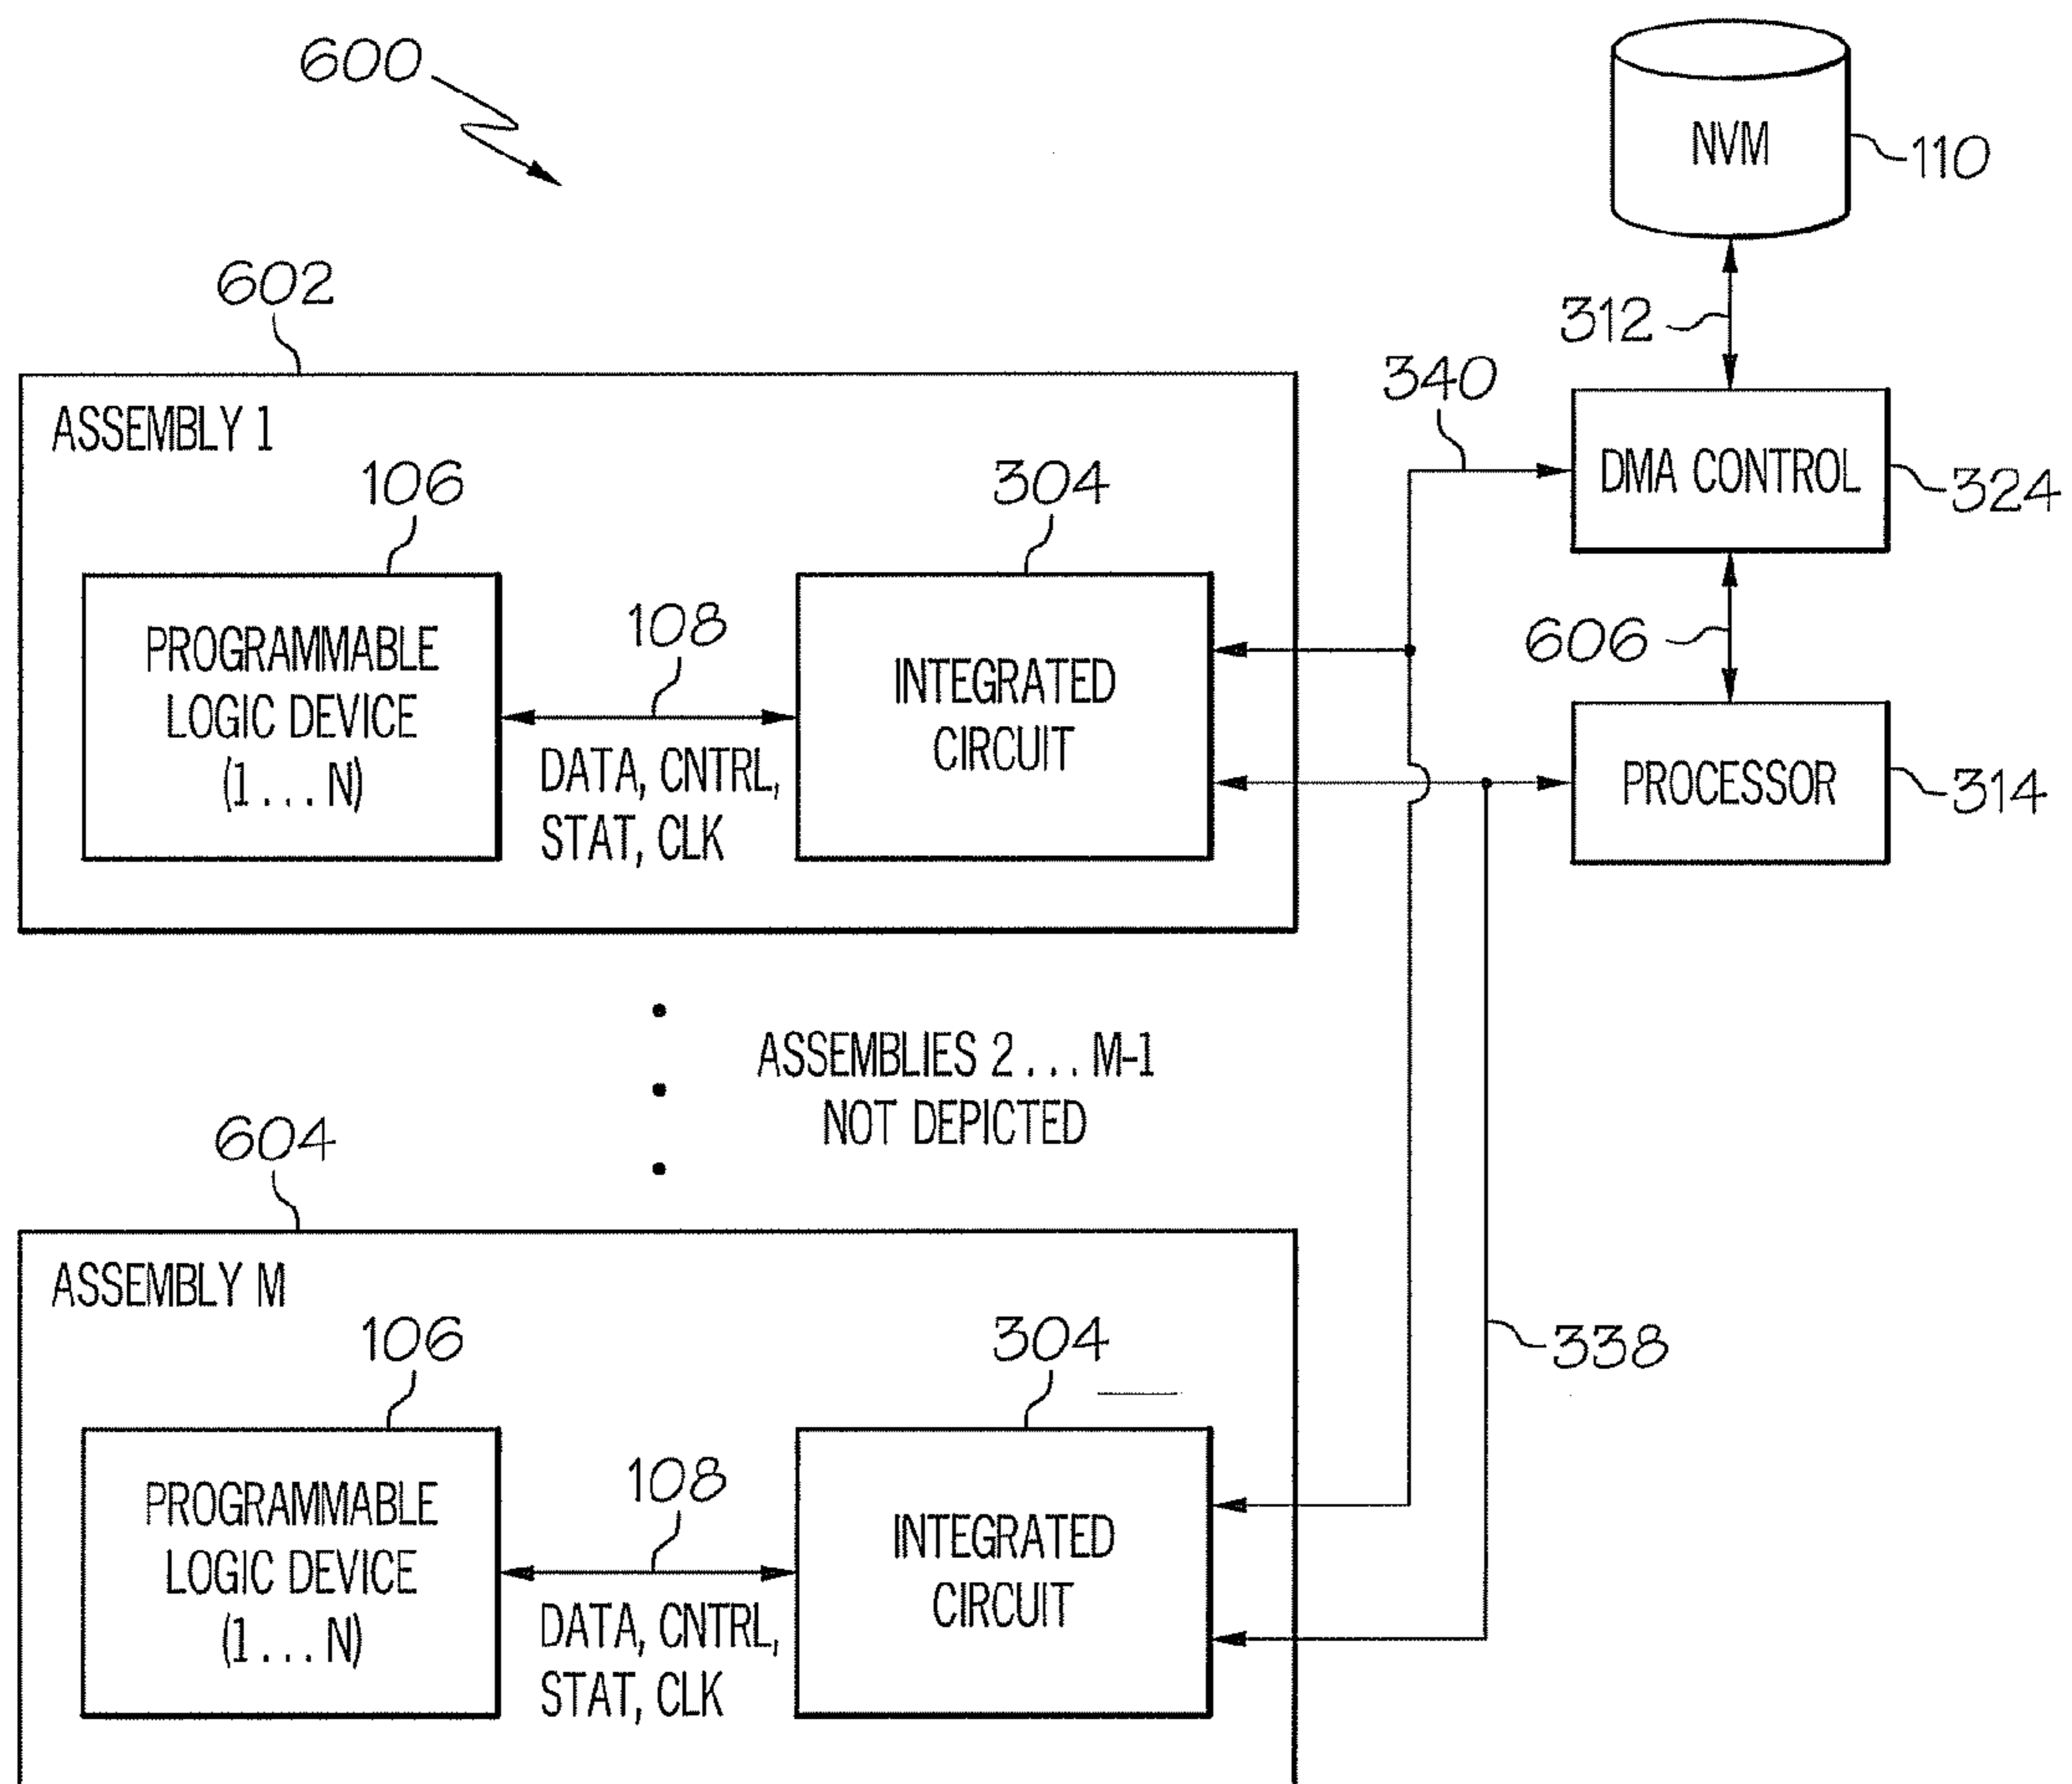 600
NVM
110
602
312
340
ASSEMBLY 1
DMA CONTROL
324
106
304
108
606
PROGRAMMABLE
LOGIC DEVICE
(1 . . . N)
INTEGRATED
CIRCUIT
DATA, CNTRL,
STAT, CLK
PROCESSOR
314
ASSEMBLIES 2 . . . M-1
NOT DEPICTED
604
ASSEMBLY M
106
304
338
108
PROGRAMMABLE
LOGIC DEVICE
(1 . . . N)
INTEGRATED
CIRCUIT
DATA, CNTRL,
STAT, CLK